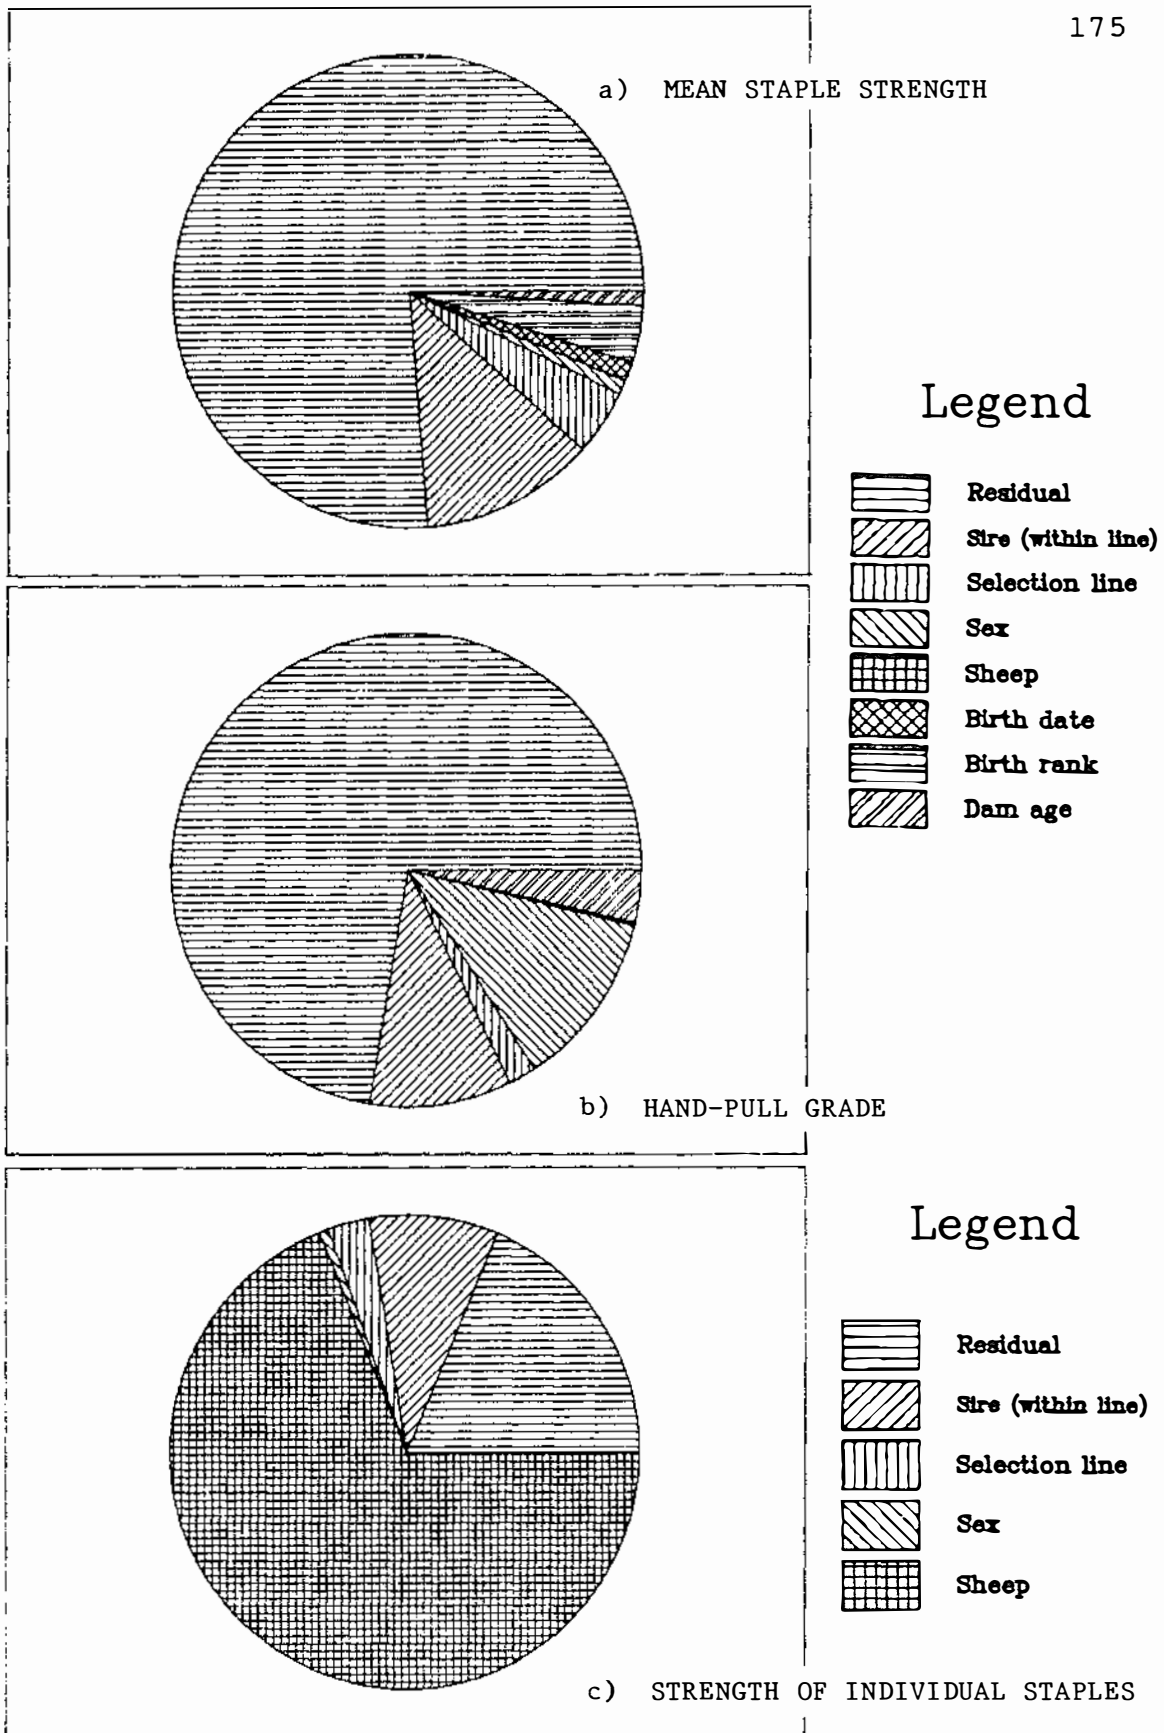 175
a) MEAN STAPLE STRENGTH
Legend
Residual
Sire (within line)
Selection line
Sex
Sheep
Birth date
Birth rank
Dam age
b) HAND-PULL GRADE
Legend
Residual
Sire (within line)
Selection line
Sex
Sheep
c) STRENGTH OF INDIVIDUAL STAPLES